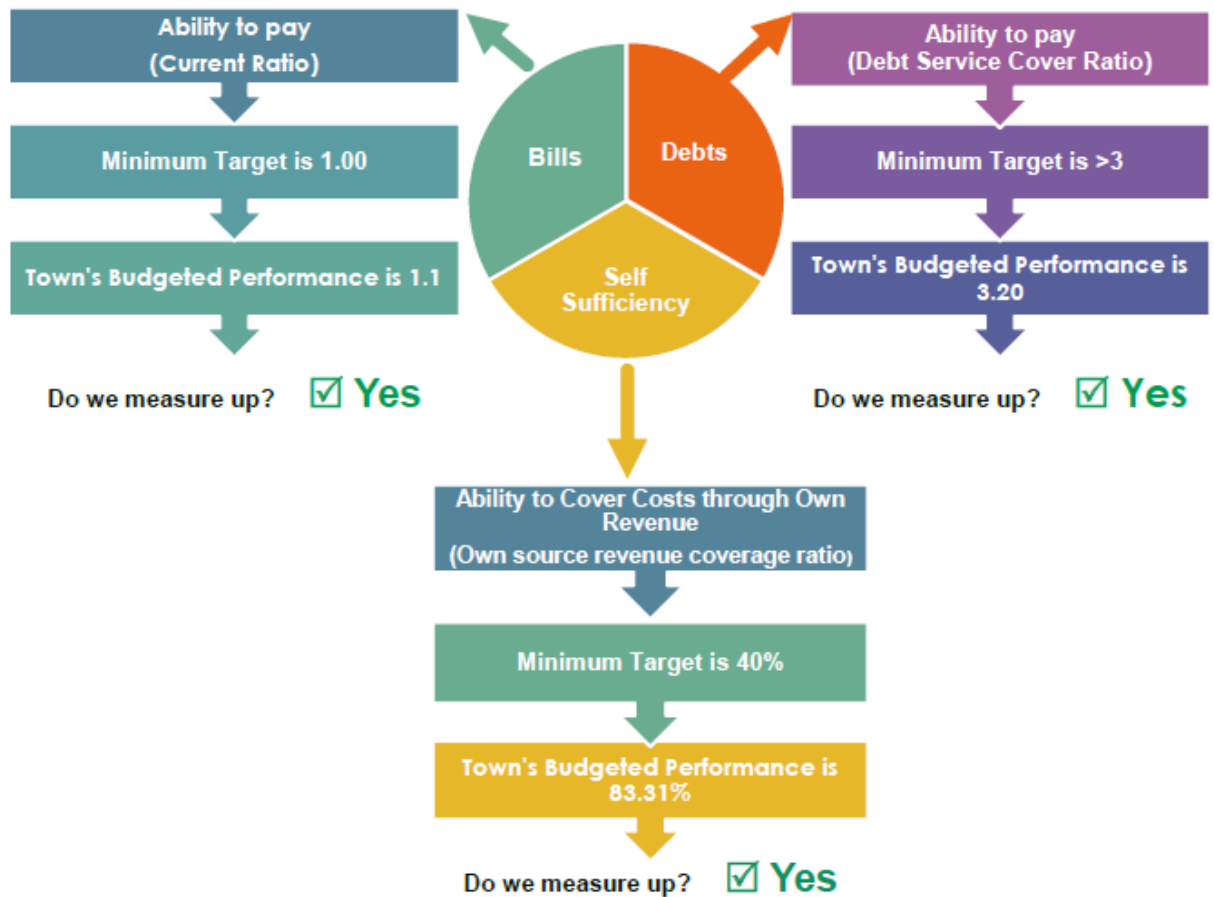 Ability to pay
(Current Ratio)
Minimum Target is 1.00
Town's Budgeted Performance is 1.1
Do we measure up? ☑ Yes
Bills
Debts
Self
Sufficiency
Ability to pay
(Debt Service Cover Ratio)
Minimum Target is >3
Town's Budgeted Performance is
3.20
Do we measure up? ☑ Yes
Ability to Cover Costs through Own
Revenue
(Own source revenue coverage ratio)
Minimum Target is 40%
Town's Budgeted Performance is
83.31%
Do we measure up? ☑ Yes